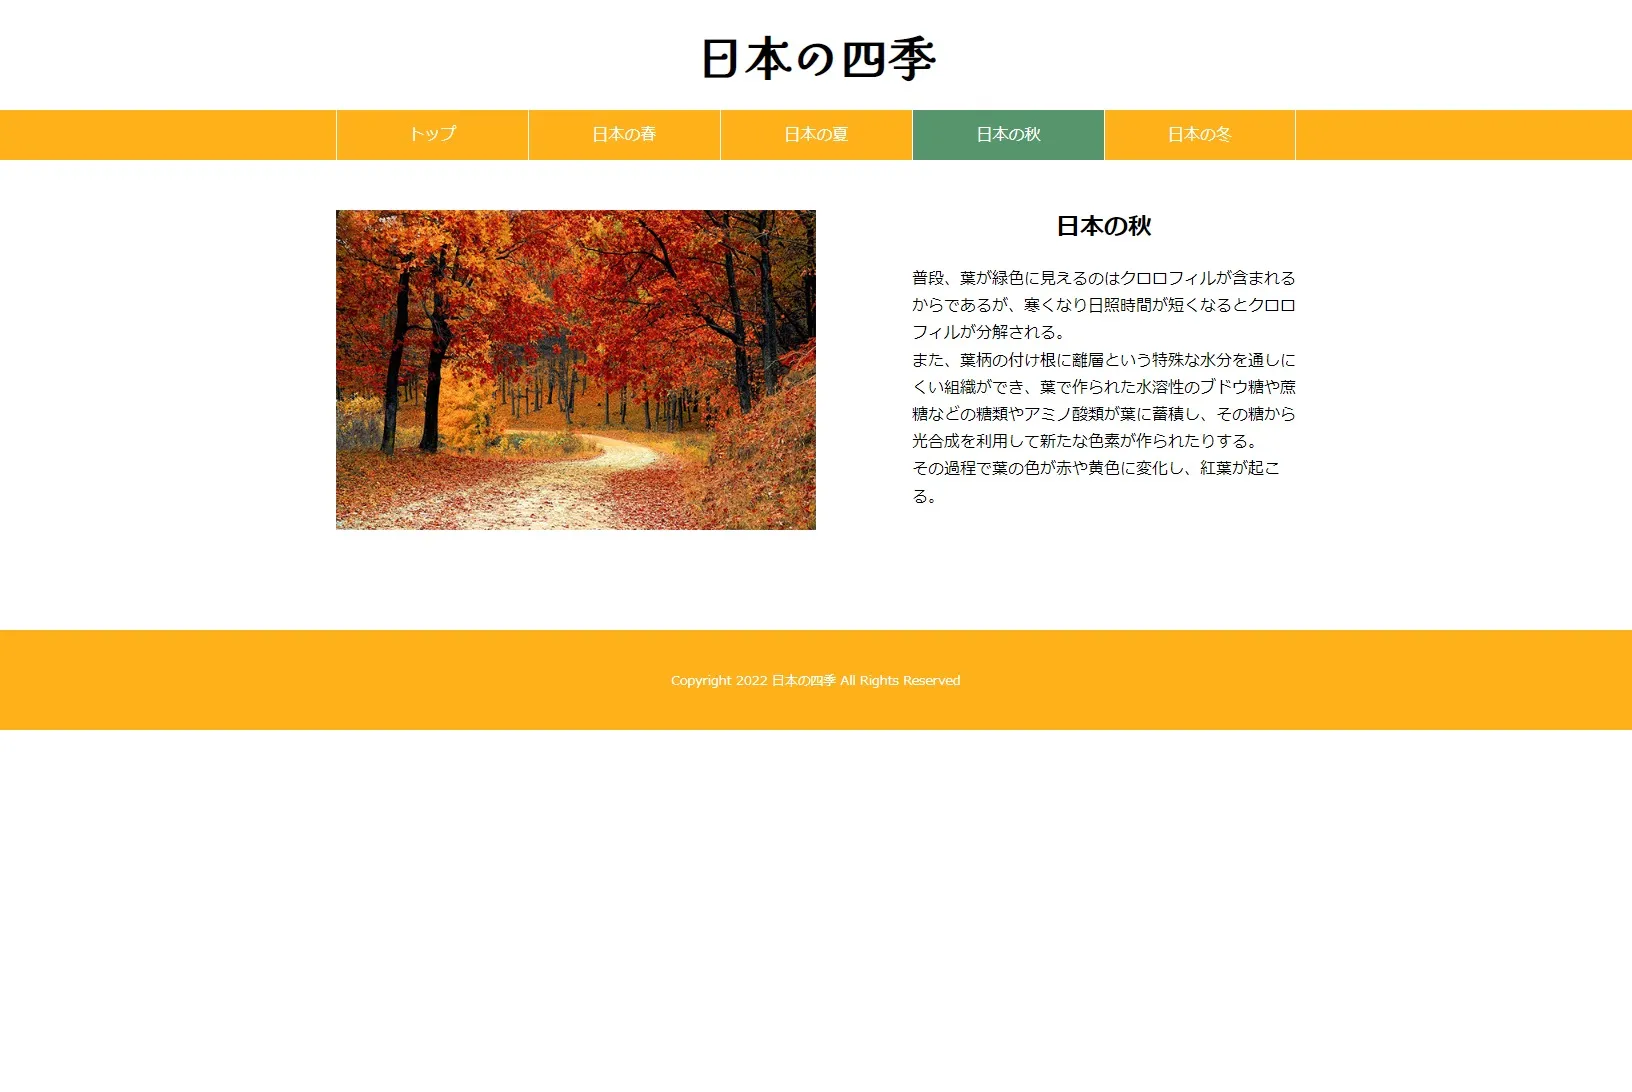 日本の四季
トップ
日本の春
日本の夏
日本の秋
日本の冬
日本の秋
普段、葉が緑色に見えるのはクロロフィルが含まれる
からであるが、寒くなり日照時間が短くなるとクロロ
フィルが分解される。
また、葉柄の付け根に離層という特殊な水分を通しに
くい組織ができ、葉で作られた水溶性のブドウ糖や蔗
糖などの糖類やアミノ酸類が葉に蓄積し、その糖から
光合成を利用して新たな色素が作られたりする。
その過程で葉の色が赤や黄色に変化し、紅葉が起こ
る。
Copyright 2022 日本の四季 All Rights Reserved